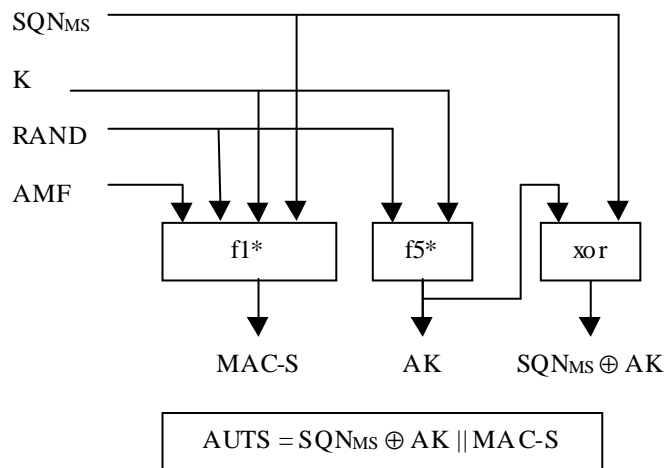 SQNMS
K
RAND
AMF
f1*
f5*
xor
MAC-S
AK
SQNMS ⊕ AK
AUTS = SQNMS ⊕ AK || MAC-S